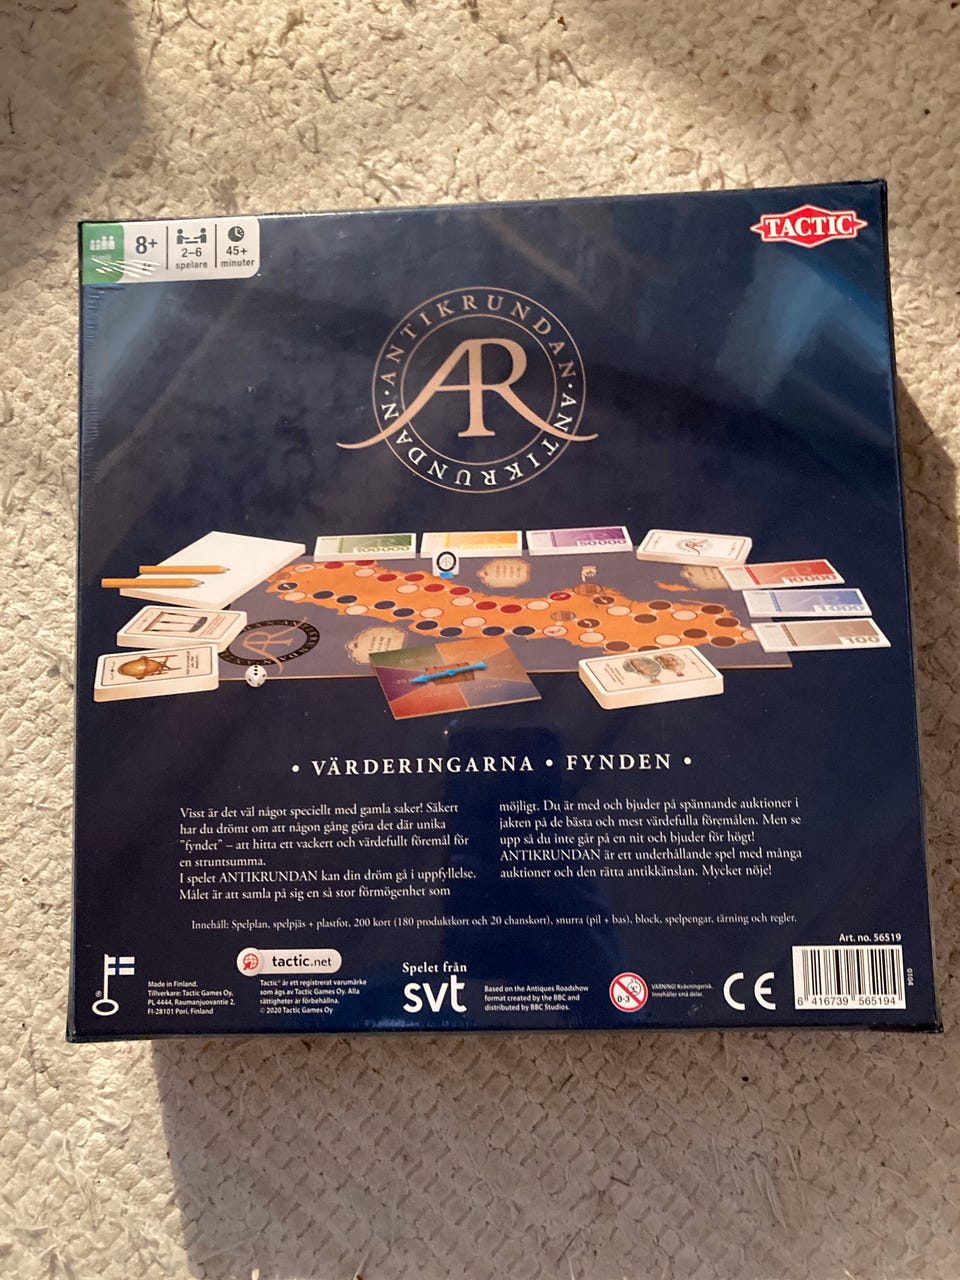 8+
2–6
spelare
45+
minuter
TACTIC
ANTIKRUNDAN · ANTIKRUNDAN ·
AR
100000
50000
10000
1000
100
AR
• VÄRDERINGARNA • FYNDEN •
Visst är det väl något speciellt med gamla saker! Säkert
har du drömt om att någon gång göra det där unika
”fyndet” – att hitta ett vackert och värdefullt föremål för
en struntsumma.
I spelet ANTIKRUNDAN kan din dröm gå i uppfyllelse.
Målet är att samla på sig en så stor förmögenhet som
möjligt. Du är med och bjuder på spännande auktioner i
jakten på de bästa och mest värdefulla föremålen. Men se
upp så du inte går på en nit och bjuder för högt!
ANTIKRUNDAN är ett underhållande spel med många
auktioner och den rätta antikkänslan. Mycket nöje!
Innehåll: Spelplan, spelpjäs + plastfot, 200 kort (180 produktkort och 20 chanskort), snurra (pil + bas), block, spelpengar, tärning och regler.
Art. no. 56519
Made in Finland.
Tillverkare: Tactic Games Oy,
PL 4444, Raumanjuovantie 2,
FI-28101 Pori, Finland
tactic.net
Tactic® är ett registrerat varumärke
som ägs av Tactic Games Oy. Alla
rättigheter är förbehållna.
© 2020 Tactic Games Oy
Spelet från
svt
Based on the Antiques Roadshow
format created by the BBC and
distributed by BBC Studios.
0-3
VARNING! Kvävningsrisk,
innehåller små delar.
CE
6 416739 565194
0104